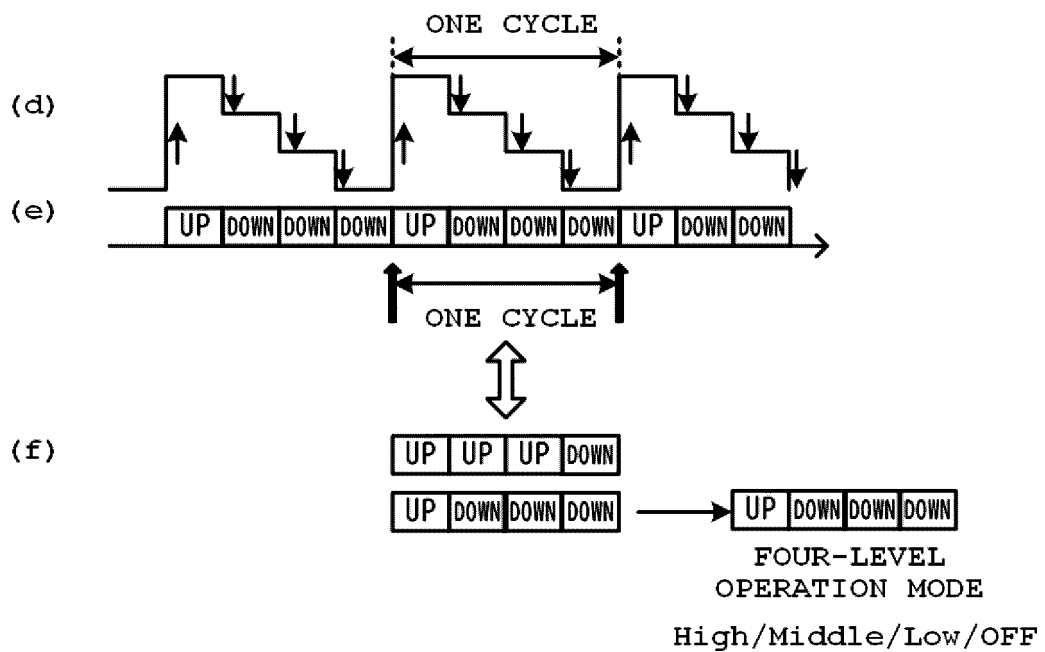 ONE CYCLE
(d)
(e)
UP DOWN DOWN DOWN UP DOWN DOWN DOWN UP DOWN DOWN
ONE CYCLE
(f)
UP UP UP DOWN
UP DOWN DOWN DOWN
UP DOWN DOWN DOWN
FOUR-LEVEL
OPERATION MODE
High/Middle/Low/OFF